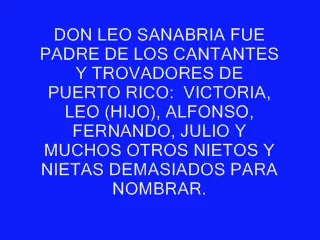 DON LEO SANABRIA FUE
PADRE DE LOS CANTANTES
Y TROVADORES DE
PUERTO RICO:  VICTORIA,
LEO (HIJO), ALFONSO,
FERNANDO, JULIO Y
MUCHOS OTROS NIETOS Y
NIETAS DEMASIADOS PARA
NOMBRAR.